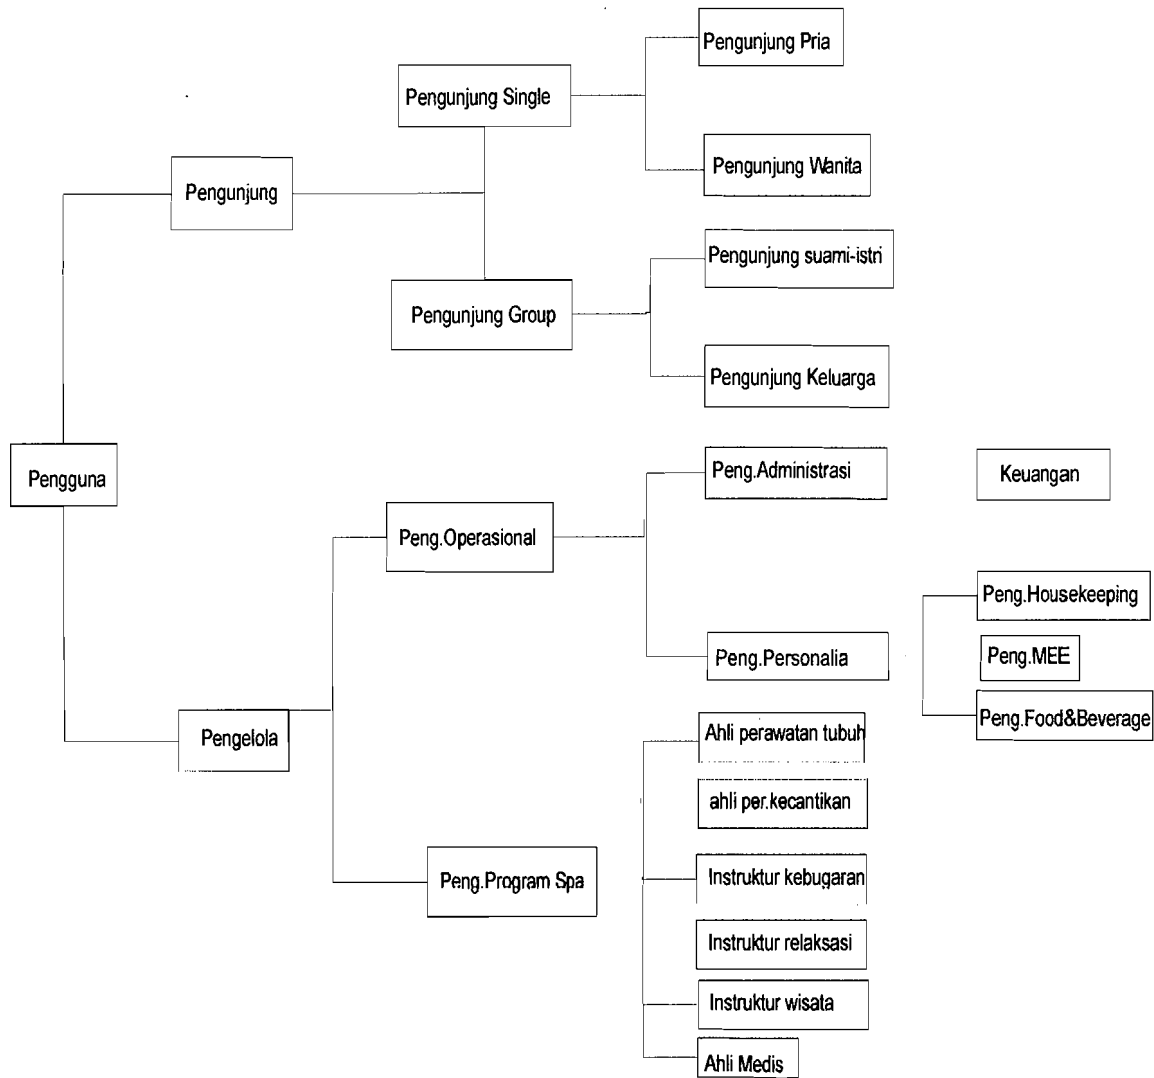 Pengunjung Pria
Pengunjung Single
Pengunjung Wanita
Pengunjung
Pengunjung suami-istri
Pengunjung Group
Pengunjung Keluarga
Pengguna
Peng.Administrasi
Keuangan
Peng.Operasional
Peng.Housekeeping
Peng.Personalia
Peng.MEE
Peng.Food&Beverage
Pengelola
Ahli perawatan tubuh
ahli per.kecantikan
Peng.Program Spa
Instruktur kebugaran
Instruktur relaksasi
Instruktur wisata
Ahli Medis